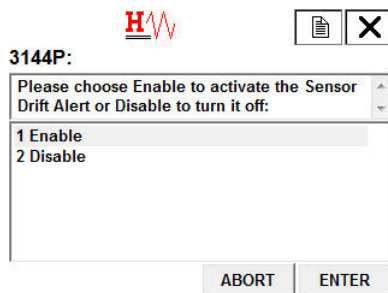 H
3144P:
Please choose Enable to activate the Sensor
Drift Alert or Disable to turn it off:
1 Enable
2 Disable
ABORT ENTER